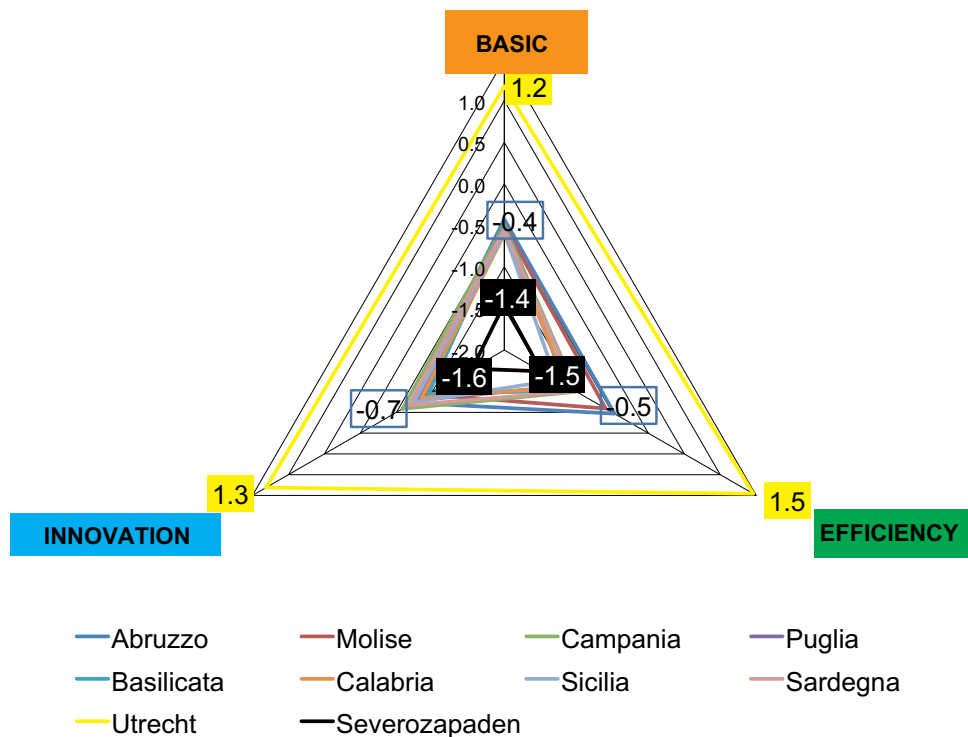 BASIC
1.2
1.0
0.5
0.0
-0.5
-0.4
-1.0
-1.4
-1.5
-2.0
-1.6
-1.5
-0.7
-0.5
1.3
1.5
INNOVATION
EFFICIENCY
Abruzzo Molise Campania Puglia
Basilicata Calabria Sicilia Sardegna
Utrecht Severozapaden